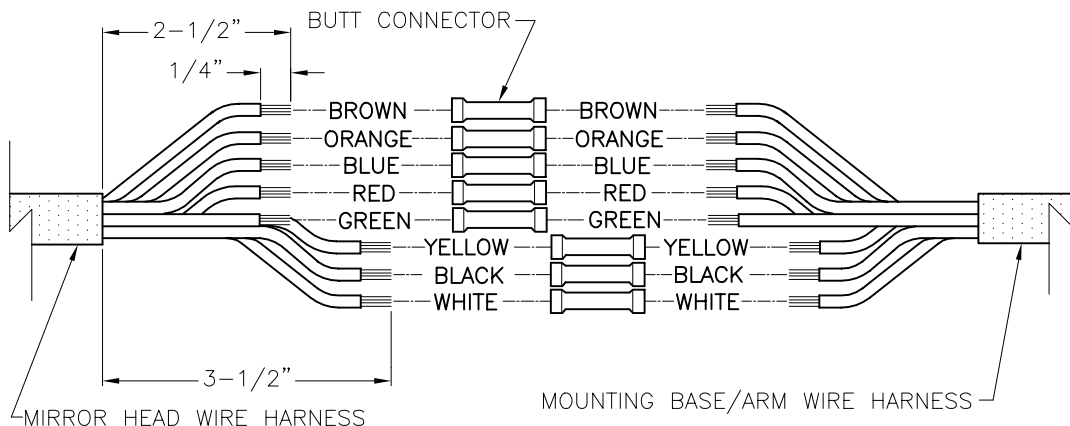 BUTT CONNECTOR
2-1/2"
1/4"
BROWN BROWN
ORANGE ORANGE
BLUE BLUE
RED RED
GREEN GREEN
YELLOW YELLOW
BLACK BLACK
WHITE WHITE
3-1/2"
MOUNTING BASE/ARM WIRE HARNESS
MIRROR HEAD WIRE HARNESS